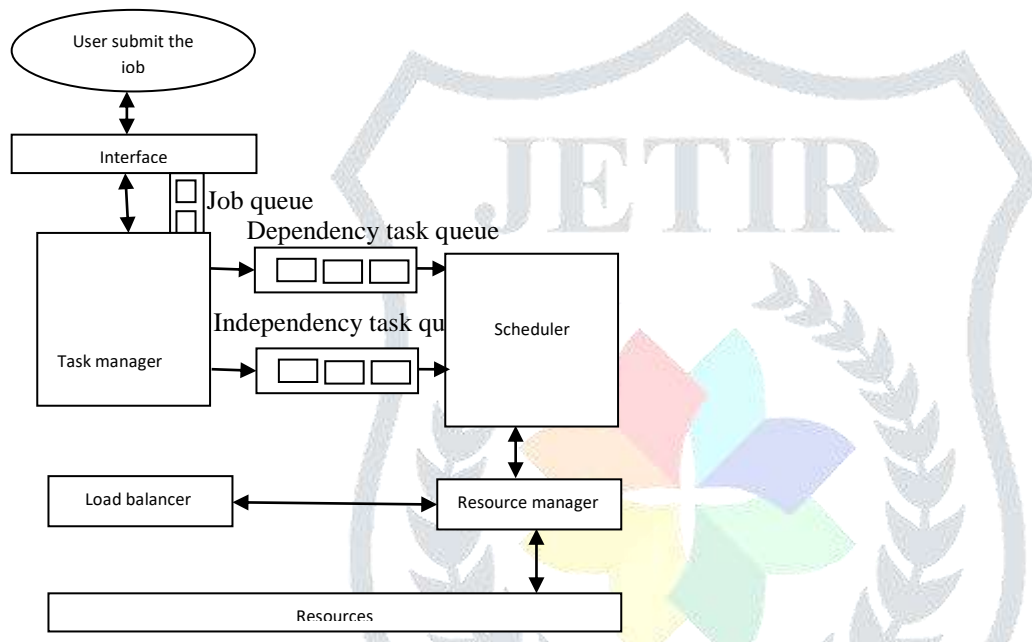 User submit the
iob
Interface
Job queue
Dependency task queue
Independency task qu
Scheduler
Task manager
Load balancer
Resource manager
Resources
JETIR